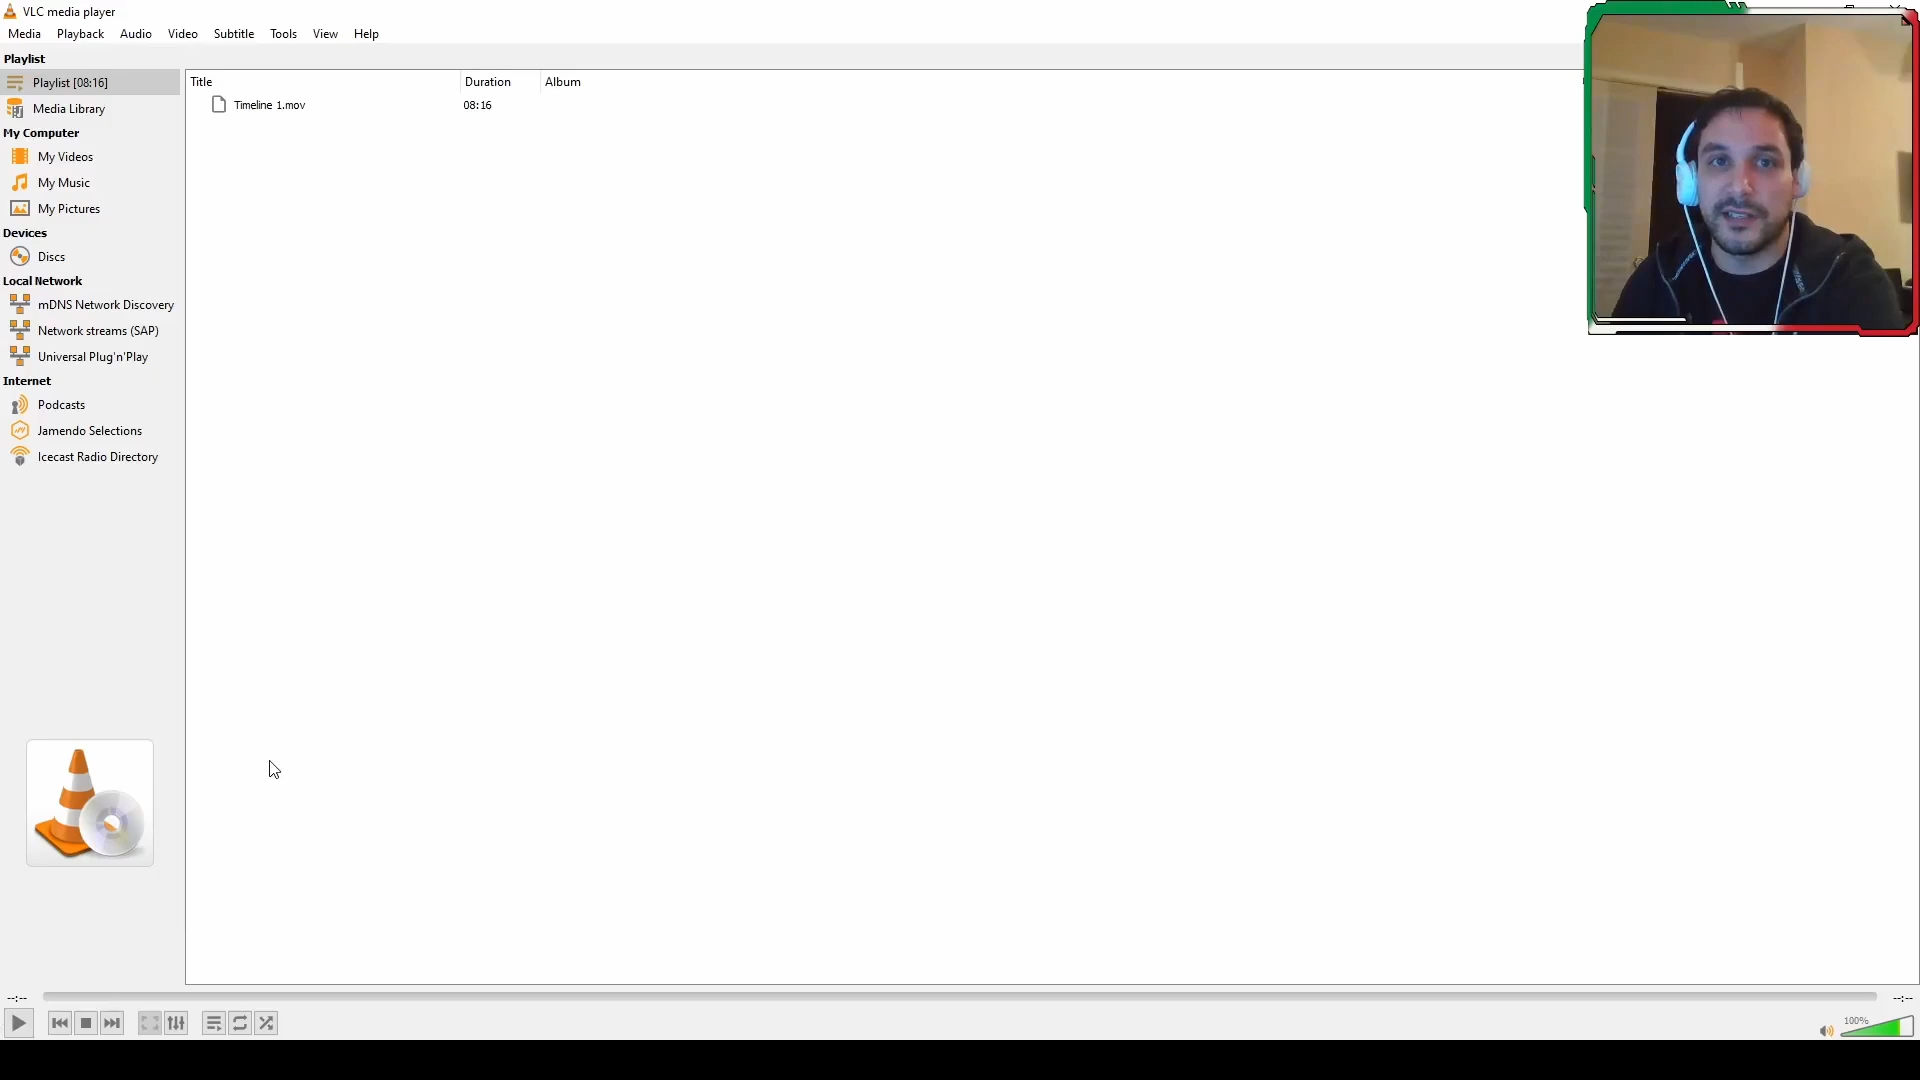 VLC media player
Media Playback Audio Video Subtitle Tools View Help
Playlist
Playlist [08:16]
Media Library
My Computer
My Videos
My Music
My Pictures
Devices
Discs
Local Network
mDNS Network Discovery
Network streams (SAP)
Universal Plug'n'Play
Internet
Podcasts
Jamendo Selections
Icecast Radio Directory
Title Duration Album
Timeline 1.mov 08:16
--:-- --:--
100%